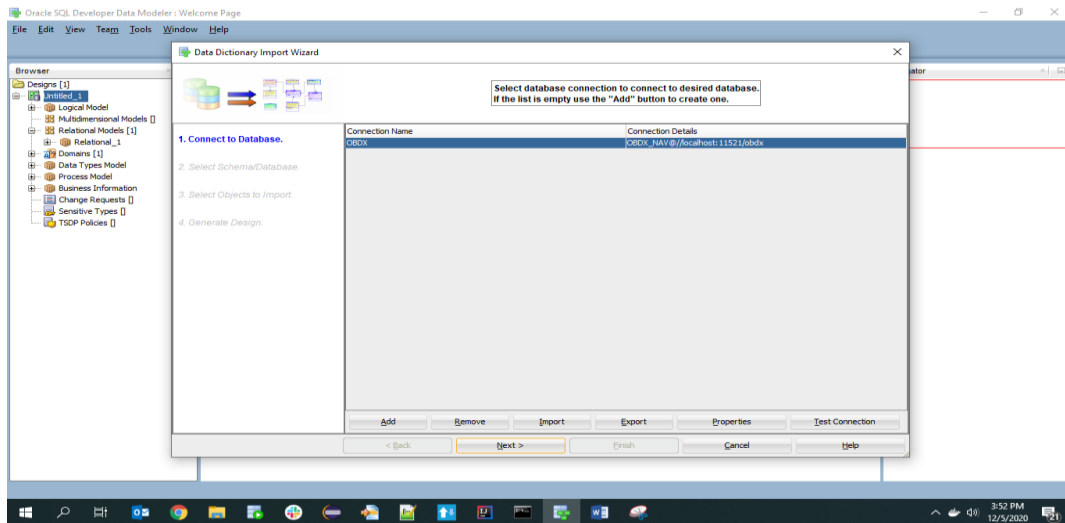 Oracle SQL Developer Data Modeler : Welcome Page
File Edit View Team Tools Window Help
Data Dictionary Import Wizard
Browser
Designs [1]
Untitled_1
Logical Model
Multidimensional Models []
Relational Models [1]
Relational_1
Domains [1]
Data Types Model
Process Model
Business Information
Change Requests []
Sensitive Types []
TSDP Policies []
Select database connection to connect to desired database.
If the list is empty use the "Add" button to create one.
1. Connect to Database.
2. Select Schema/Database.
3. Select Objects to Import.
4. Generate Design.
Connection Name Connection Details
OBDX OBDX_NAV@//localhost:11521/obdx
Add Remove Import Export Properties Test Connection
< Back Next > Finish Cancel Help
ator
3:52 PM
12/5/2020
21